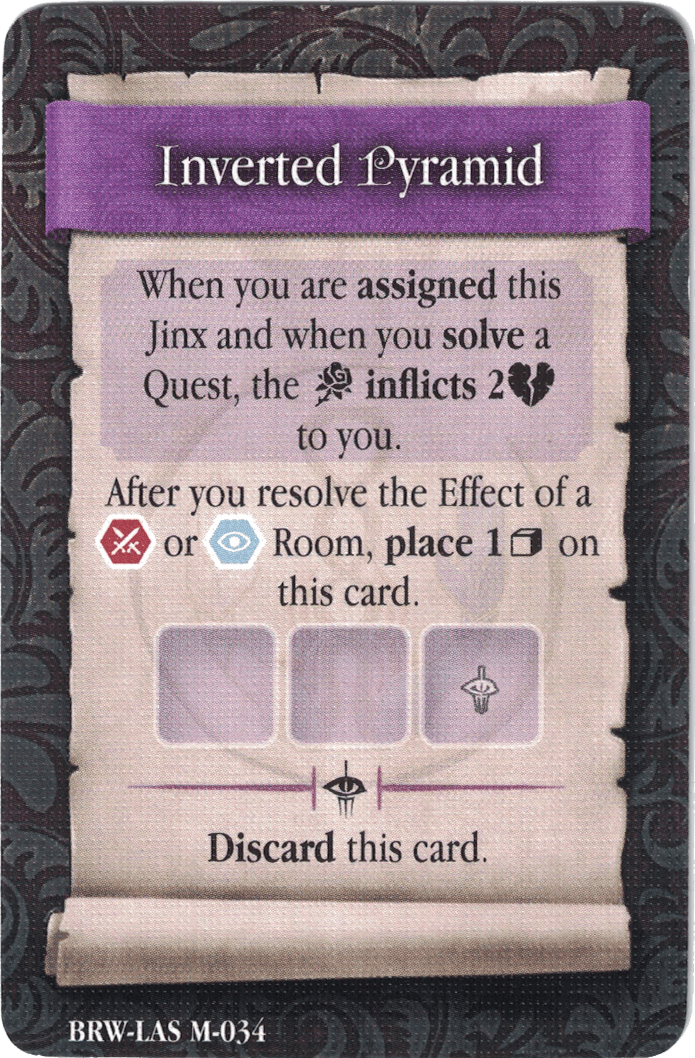 Inverted Pyramid
When you are assigned this
Jinx and when you solve a
Quest, the inflicts 2
to you.
After you resolve the Effect of a
or Room, place 1 on
this card.
Discard this card.
BRW-LAS M-034